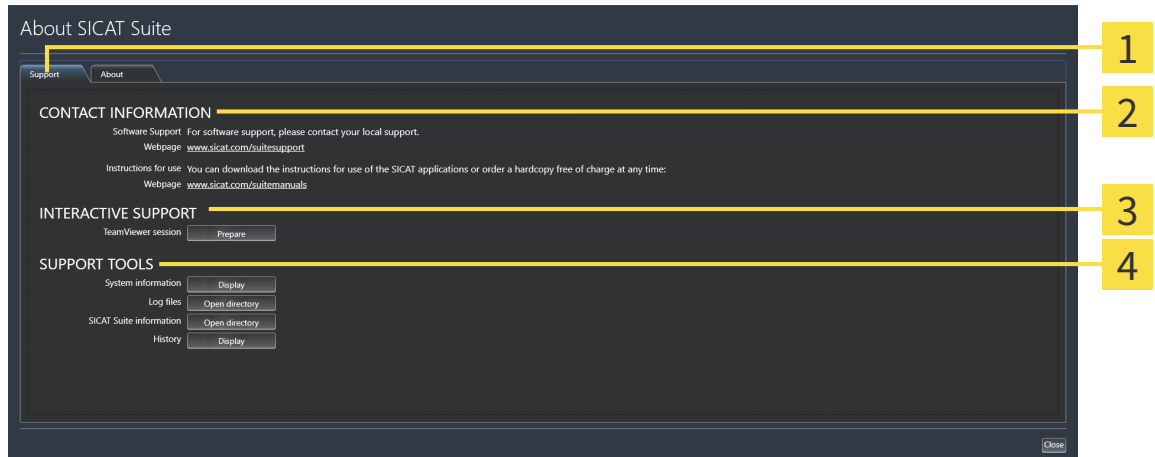 About SICAT Suite
1
Support About
CONTACT INFORMATION
2
Software Support For software support, please contact your local support.
Webpage www.sicat.com/suitesupport
Instructions for use You can download the instructions for use of the SICAT applications or order a hardcopy free of charge at any time:
Webpage www.sicat.com/suitemanuals
INTERACTIVE SUPPORT
3
TeamViewer session Prepare
SUPPORT TOOLS
4
System information Display
Log files Open directory
SICAT Suite information Open directory
History Display
Close